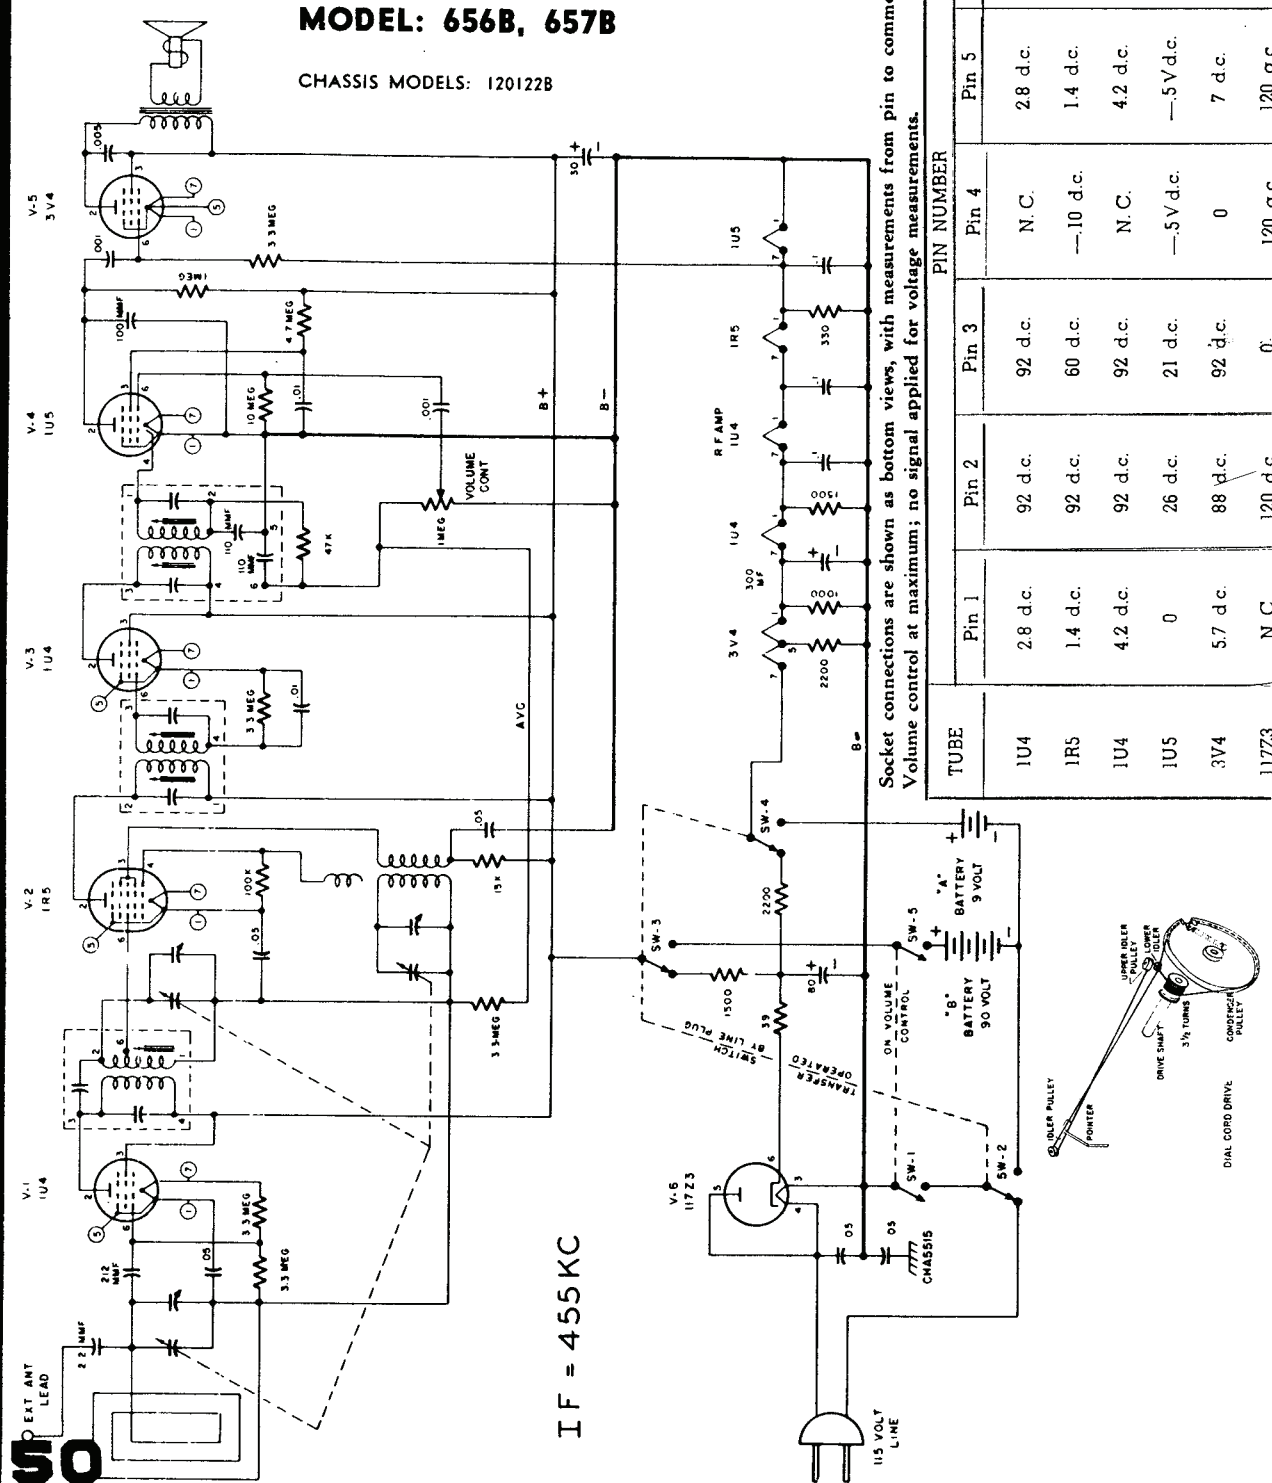 MODEL: 656B, 657B
CHASSIS MODELS: 120122B
50
EXT ANT
LEAD
2.2 MMF
212
MMF
.05
3.3 MEG
3.3 MEG
V-1
1U4
V-2
1R5
V-3
1U4
V-4
1U5
V-5
3V4
100K
.05
15K
.05
3.3 MEG
3.3 MEG
.01
AVC
110
MMF
110
MMF
47K
1 MEG
VOLUME
CONT
.001
10 MEG
.01
4.7 MEG
100 MMF
1 MEG
.001
3.3 MEG
.005
B+
B-
30
+
-
IF = 455KC
V-6
117Z3
115 VOLT
LINE
.05
.05
CHASSIS
SW-1
SW-2
SW-3
SW-4
SW-5
TRANSFER
SWITCH
OPERATED
BY LINE PLUG
ON VOLUME
CONTROL
39
80
1500
2200
"A"
BATTERY
9 VOLT
"B"
BATTERY
90 VOLT
3V4
2200
1000
300
MF
1U4
1500
RF AMP
1U4
1R5
330
1U5
B-
IDLER PULLEY
POINTER
DRIVE SHAFT
3½ TURNS
UPPER IDLER
PULLEY
LOWER
IDLER
CONDENSER
PULLEY
DIAL CORD DRIVE
Socket connections are shown as bottom views, with measurements from pin to comm
Volume control at maximum; no signal applied for voltage measurements.
PIN NUMBER
TUBE Pin 1 Pin 2 Pin 3 Pin 4 Pin 5
1U4 2.8 d.c. 92 d.c. 92 d.c. N. C. 2.8 d.c.
1R5 1.4 d.c. 92 d.c. 60 d.c. —.10 d.c. 1.4 d.c.
1U4 4.2 d.c. 92 d.c. 92 d.c. N. C. 4.2 d.c.
1U5 0 26 d.c. 21 d.c. —.5V d.c. —.5V d.c.
3V4 5.7 d.c. 88 d.c. 92 d.c. 0 7 d.c.
117Z3 N C 120 d.c. 0. 120 a.c. 120 a.c.